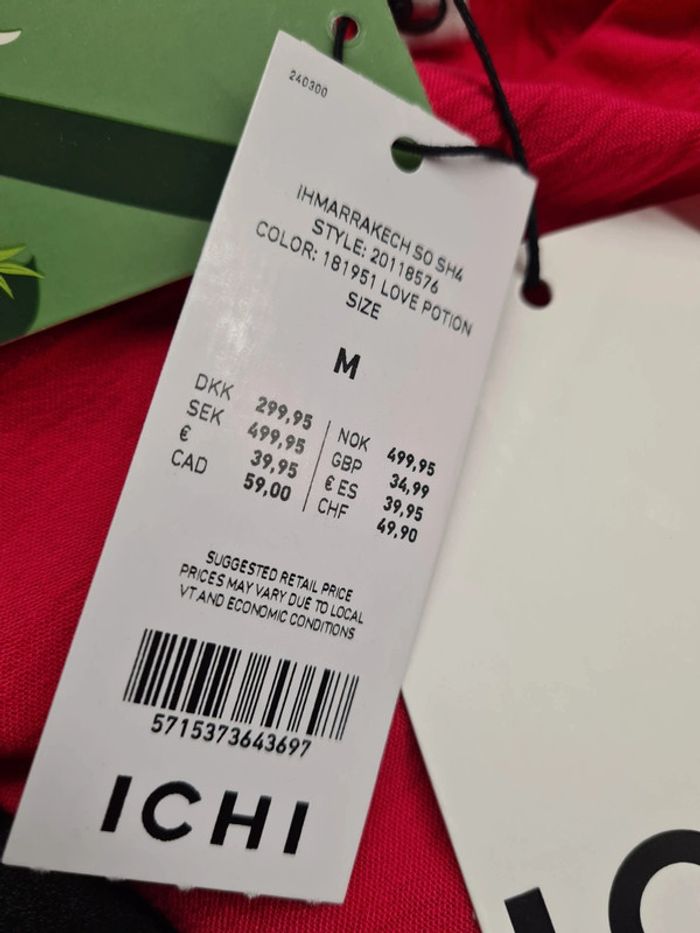 240300
IHMARRAKECH SO SH4
STYLE: 20118576
COLOR: 181951 LOVE POTION
SIZE
M
DKK 299,95
SEK 499,95
€ 39,95
CAD 59,00
NOK 499,95
GBP 34,99
€ ES 39,95
CHF 49,90
SUGGESTED RETAIL PRICE
PRICES MAY VARY DUE TO LOCAL
VT AND ECONOMIC CONDITIONS
5715373643697
ICHI